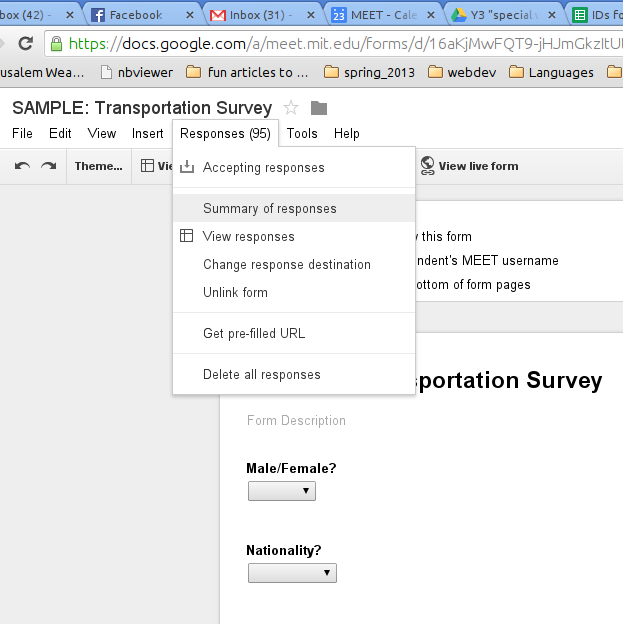 nbox (42) - Facebook Inbox (31) - MEET - Cale Y3 "special IDs fo
https://docs.google.com/a/meet.mit.edu/forms/d/16aKjMwFQT9-jHJmGkzItUt
usalem Wea... nbviewer fun articles to ... spring_2013 webdev Languages
SAMPLE: Transportation Survey
File Edit View Insert Responses (95) Tools Help
Theme... Vie View live form
Accepting responses
Summary of responses
View responses
Change response destination
Unlink form
Get pre-filled URL
Delete all responses
y this form
ndent's MEET username
ottom of form pages
sportation Survey
Form Description
Male/Female?
Nationality?